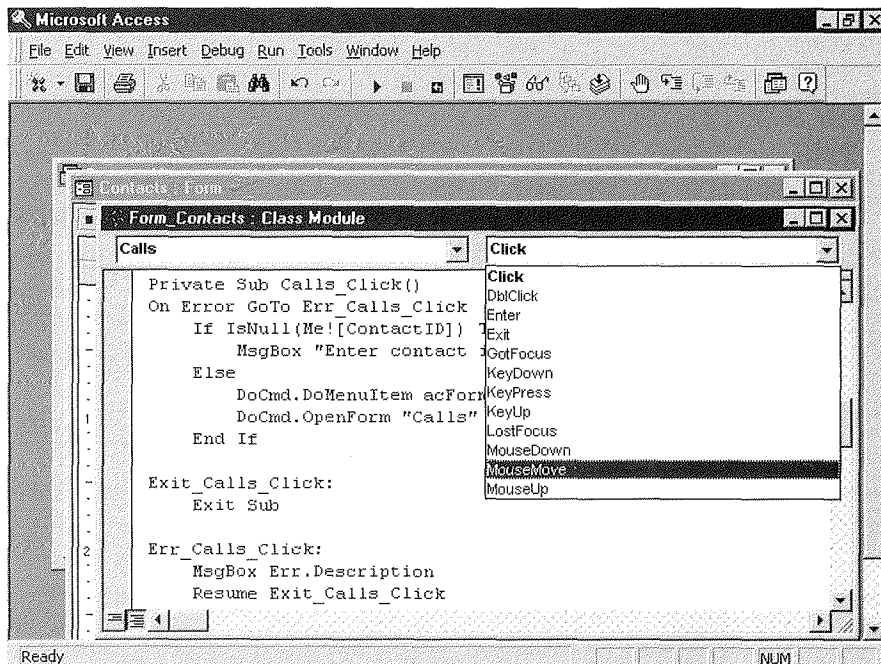 Microsoft Access
File Edit View Insert Debug Run Tools Window Help
Contacts : Form
Form_Contacts : Class Module
Calls
Click
Private Sub Calls_Click()
On Error GoTo Err_Calls_Click
If IsNull(Me![ContactID]) T
MsgBox "Enter contact i
Else
DoCmd.DoMenuItem acForm
DoCmd.OpenForm "Calls"
End If
Exit_Calls_Click:
Exit Sub
Err_Calls_Click:
MsgBox Err.Description
Resume Exit_Calls_Click
Click
DblClick
Enter
Exit
GotFocus
KeyDown
KeyPress
KeyUp
LostFocus
MouseDown
MouseMove
MouseUp
1
2
Ready
NUM